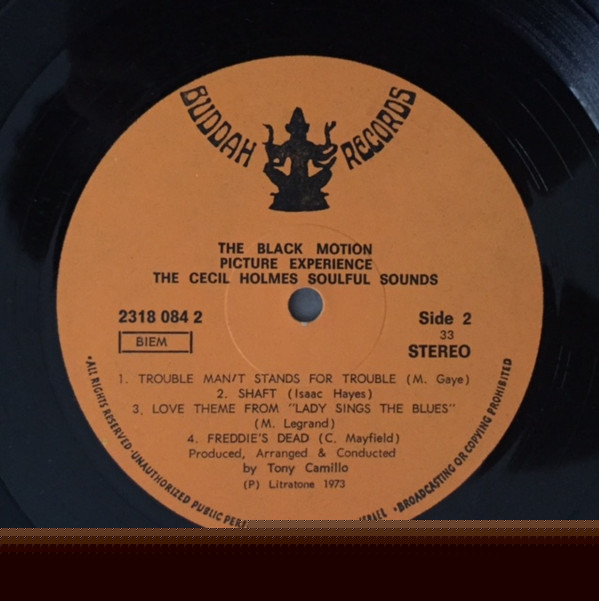 BUDDAH RECORDS
THE BLACK MOTION
PICTURE EXPERIENCE
THE CECIL HOLMES SOULFUL SOUNDS
2318 084 2
Side 2
BIEM
33
STEREO
1. TROUBLE MAN/T STANDS FOR TROUBLE (M. Gaye)
2. SHAFT (Isaac Hayes)
3. LOVE THEME FROM "LADY SINGS THE BLUES"
(M. Legrand)
4. FREDDIE'S DEAD (C. Mayfield)
Produced, Arranged & Conducted
by Tony Camillo
(P) Litratone 1973
•ALL RIGHTS RESERVED•UNAUTHORIZED PUBLIC
•BROADCASTING OR COPYING PROHIBITED